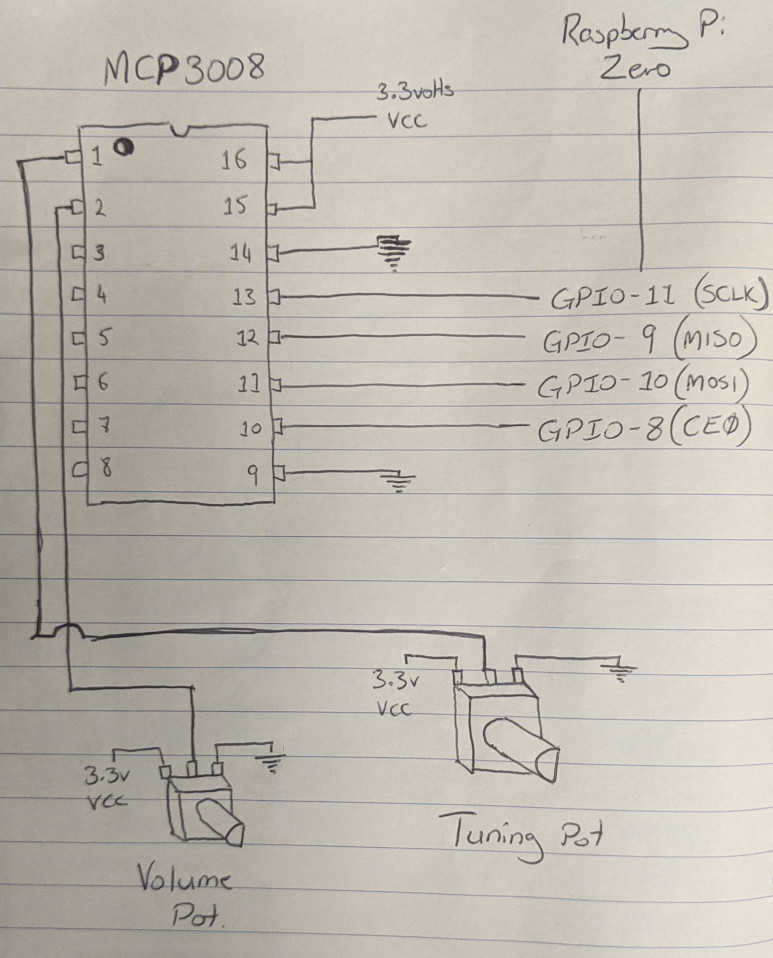 Raspberry Pi
Zero
MCP3008
3.3volts
VCC
1 16
2 15
3 14
4 13 GPIO-11 (SCLK)
5 12 GPIO-9 (MISO)
6 11 GPIO-10 (MOSI)
7 10 GPIO-8 (CEØ)
8 9
3.3v
VCC
Tuning Pot
3.3v
VCC
Volume
Pot.